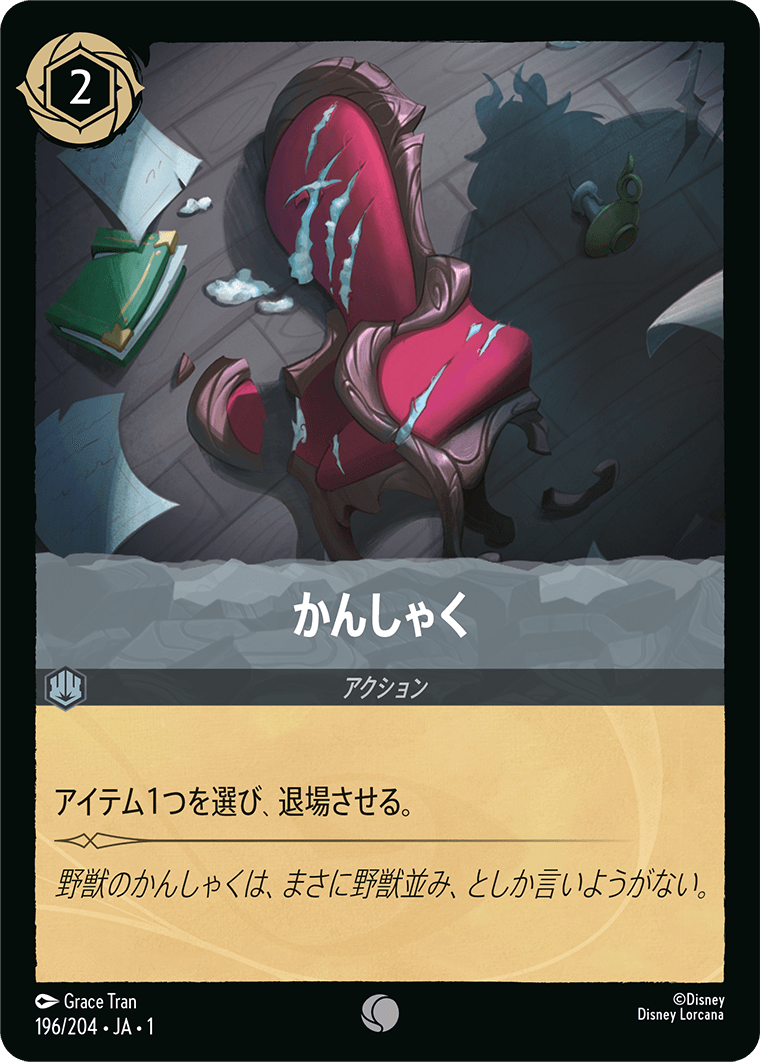 2
かんしゃく
アクション
アイテム1つを選び、退場させる。
野獣のかんしゃくは、まさに野獣並み、としか言いようがない。
Grace Tran
196/204 • JA • 1
©Disney
Disney Lorcana